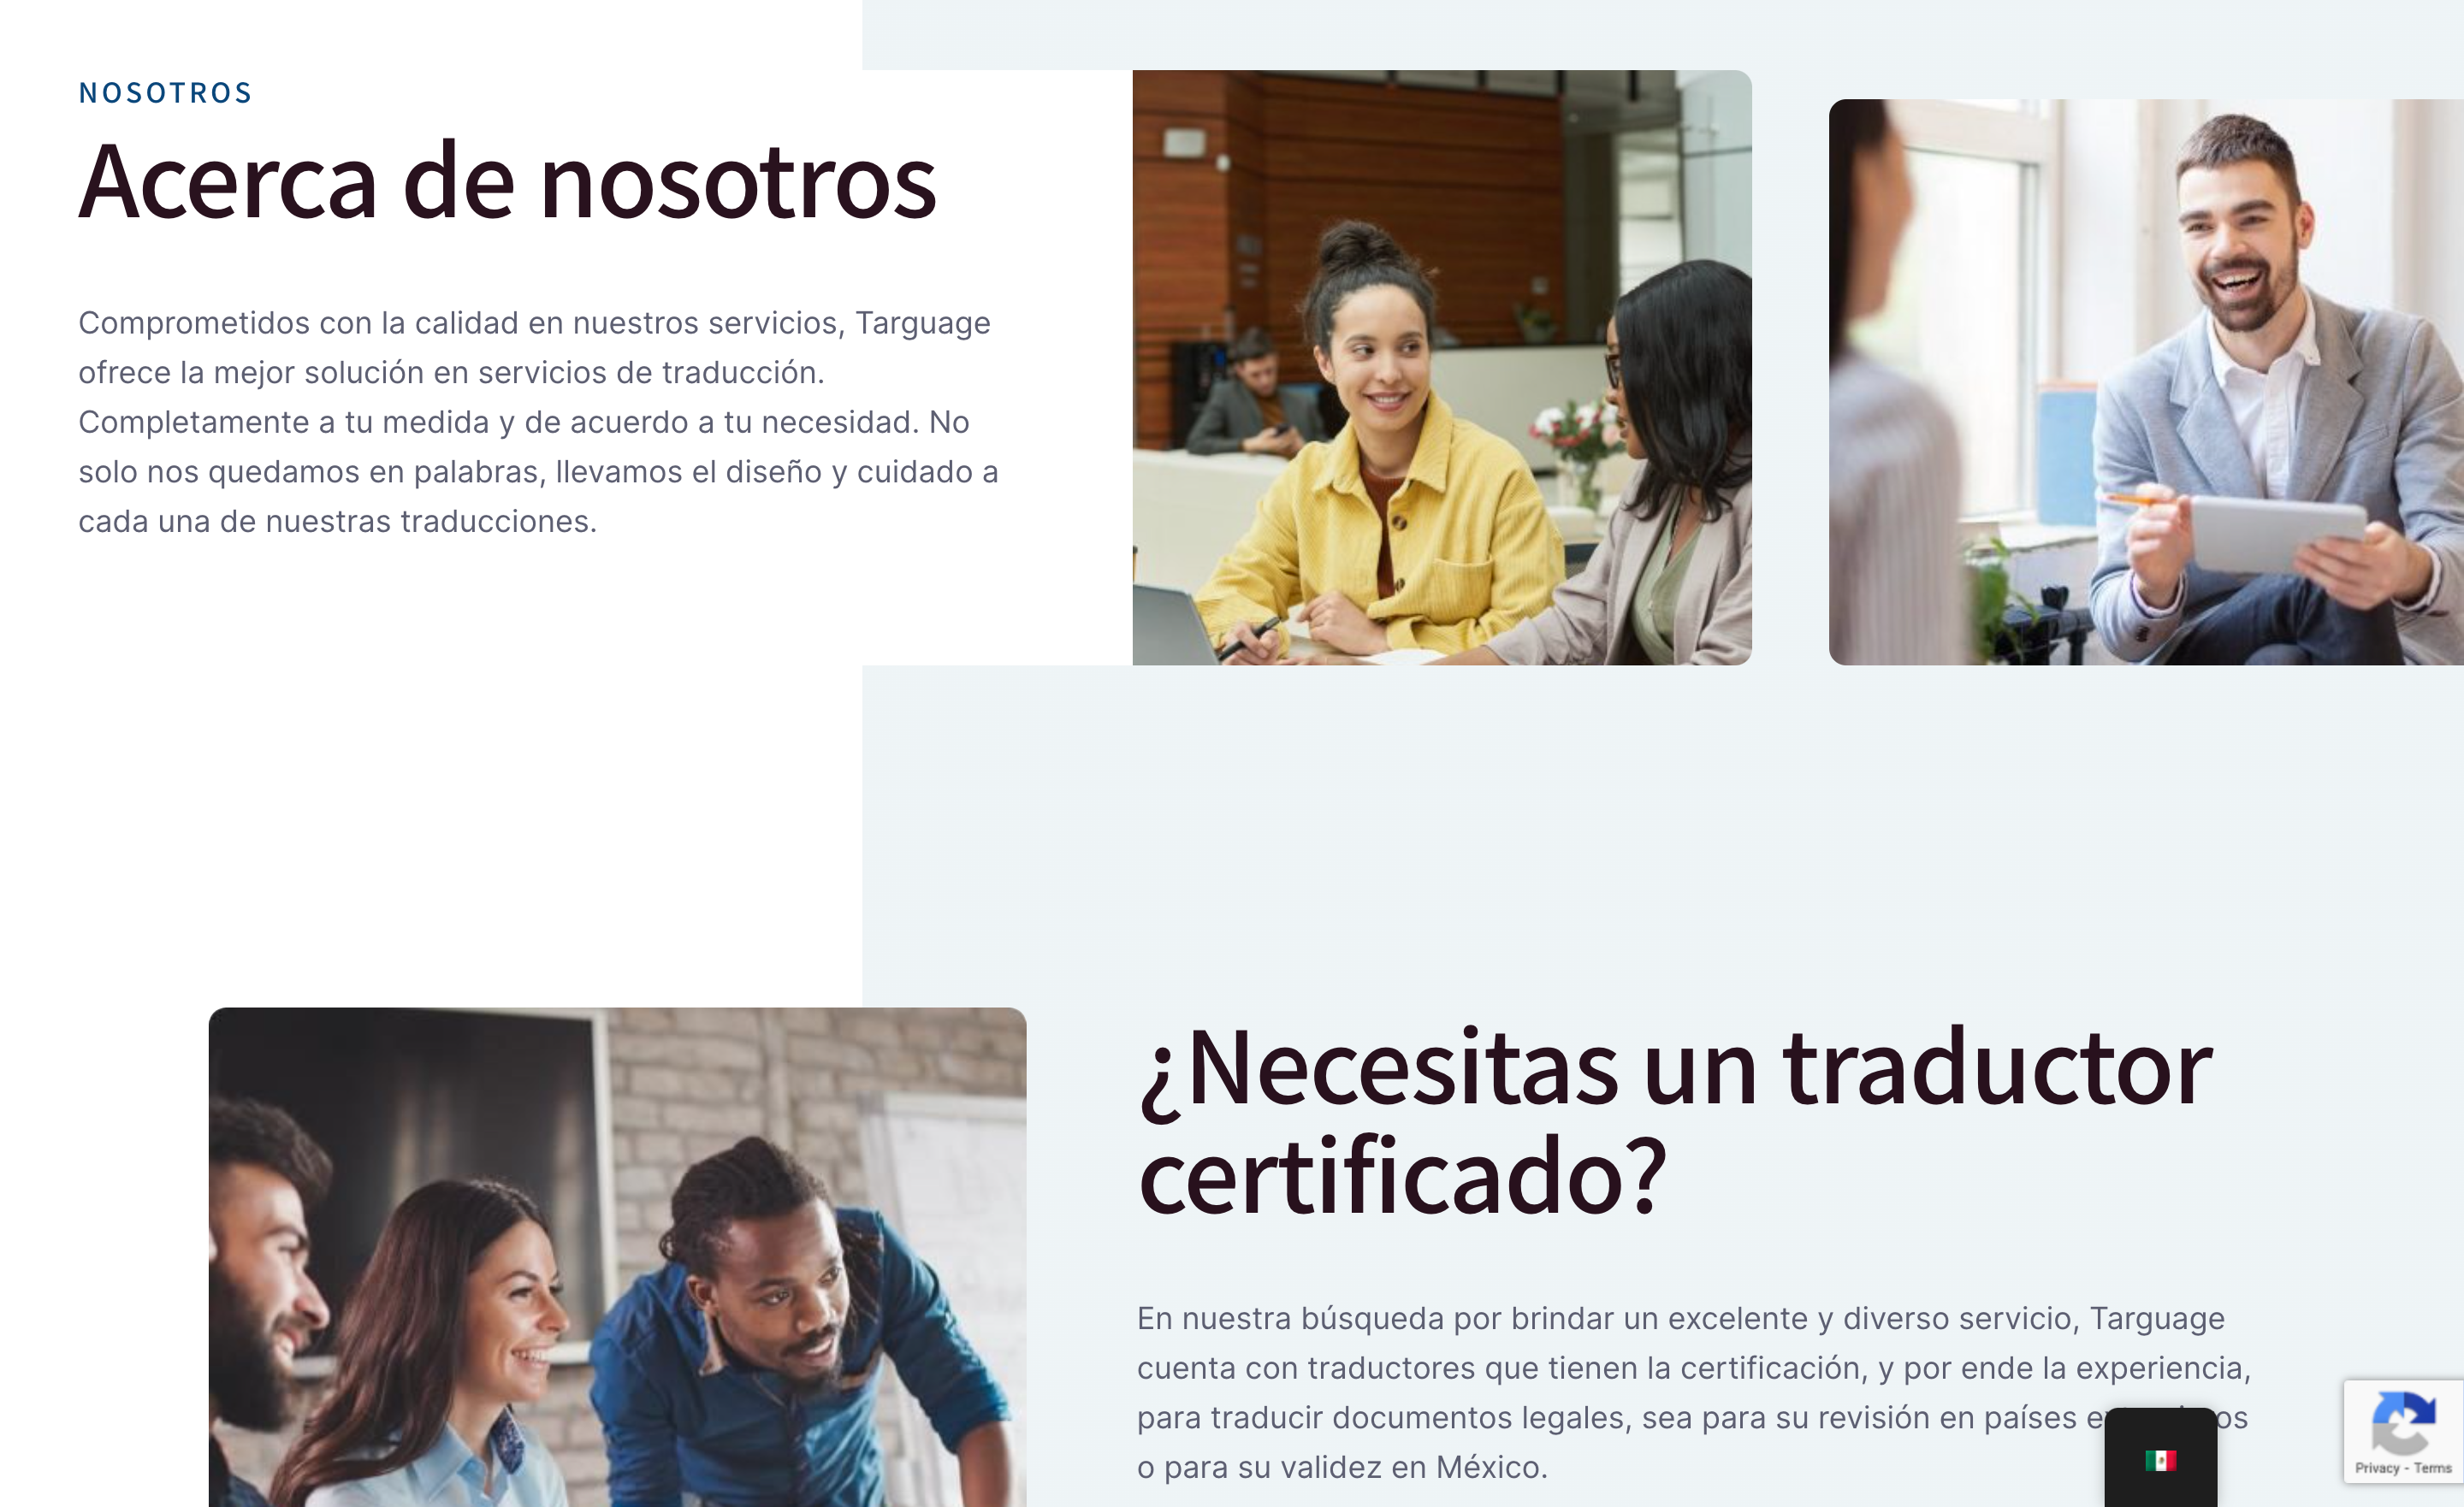 NOSOTROS
Acerca de nosotros
Comprometidos con la calidad en nuestros servicios, Targuage
ofrece la mejor solución en servicios de traducción.
Completamente a tu medida y de acuerdo a tu necesidad. No
solo nos quedamos en palabras, llevamos el diseño y cuidado a
cada una de nuestras traducciones.
¿Necesitas un traductor
certificado?
En nuestra búsqueda por brindar un excelente y diverso servicio, Targuage
cuenta con traductores que tienen la certificación, y por ende la experiencia,
para traducir documentos legales, sea para su revisión en países
o para su validez en México.
Privacy - Terms